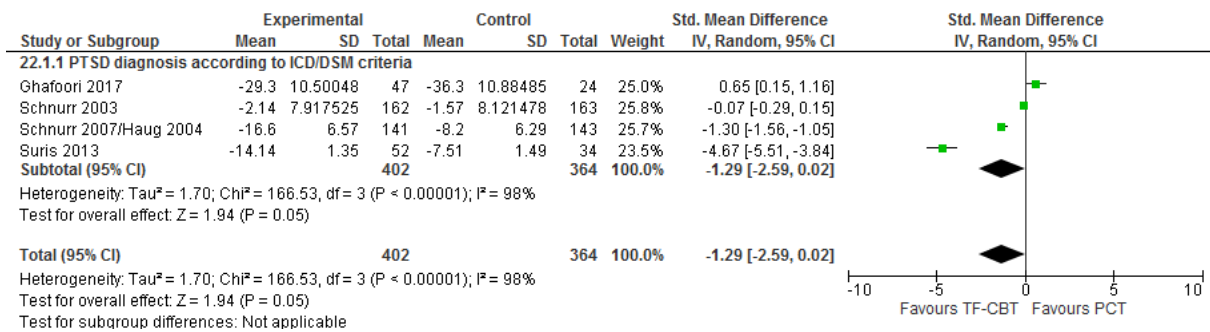 Experimental Control Std. Mean Difference Std. Mean Difference
Study or Subgroup Mean SD Total Mean SD Total Weight IV, Random, 95% CI IV, Random, 95% CI
22.1.1 PTSD diagnosis according to ICD/DSM criteria
Ghafoori 2017 -29.3 10.50048 47 -36.3 10.88485 24 25.0% 0.65 [0.15, 1.16]
Schnurr 2003 -2.14 7.917525 162 -1.57 8.121478 163 25.8% -0.07 [-0.29, 0.15]
Schnurr 2007/Haug 2004 -16.6 6.57 141 -8.2 6.29 143 25.7% -1.30 [-1.56, -1.05]
Suris 2013 -14.14 1.35 52 -7.51 1.49 34 23.5% -4.67 [-5.51, -3.84]
Subtotal (95% CI) 402 364 100.0% -1.29 [-2.59, 0.02]
Heterogeneity: Tau² = 1.70; Chi² = 166.53, df = 3 (P < 0.00001); I² = 98%
Test for overall effect: Z = 1.94 (P = 0.05)
Total (95% CI) 402 364 100.0% -1.29 [-2.59, 0.02]
Heterogeneity: Tau² = 1.70; Chi² = 166.53, df = 3 (P < 0.00001); I² = 98%
Test for overall effect: Z = 1.94 (P = 0.05)
Test for subgroup differences: Not applicable
-10 -5 0 5 10
Favours TF-CBT Favours PCT